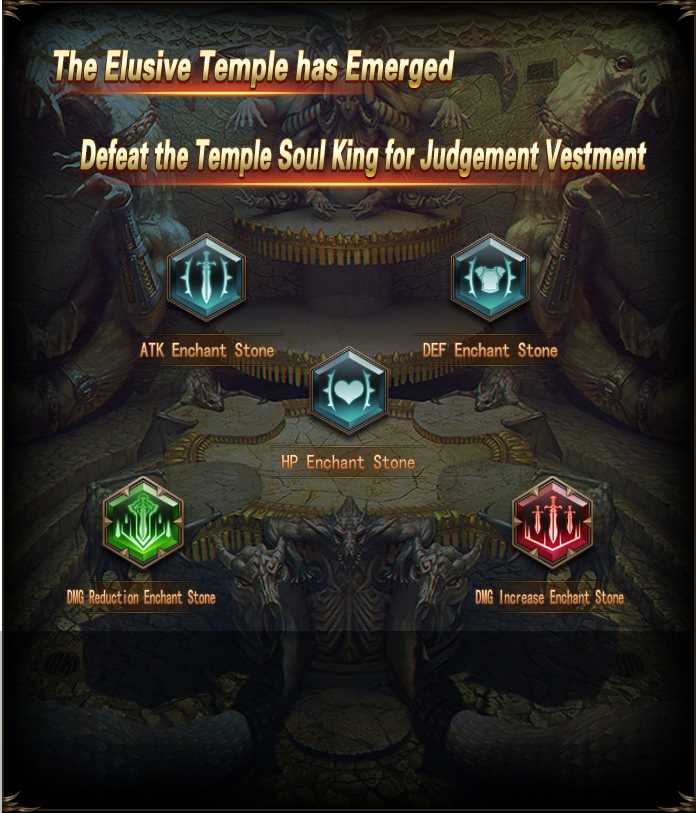 The Elusive Temple has Emerged
Defeat the Temple Soul King for Judgement Vestment
ATK Enchant Stone
DEF Enchant Stone
HP Enchant Stone
DMG Reduction Enchant Stone
DMG Increase Enchant Stone